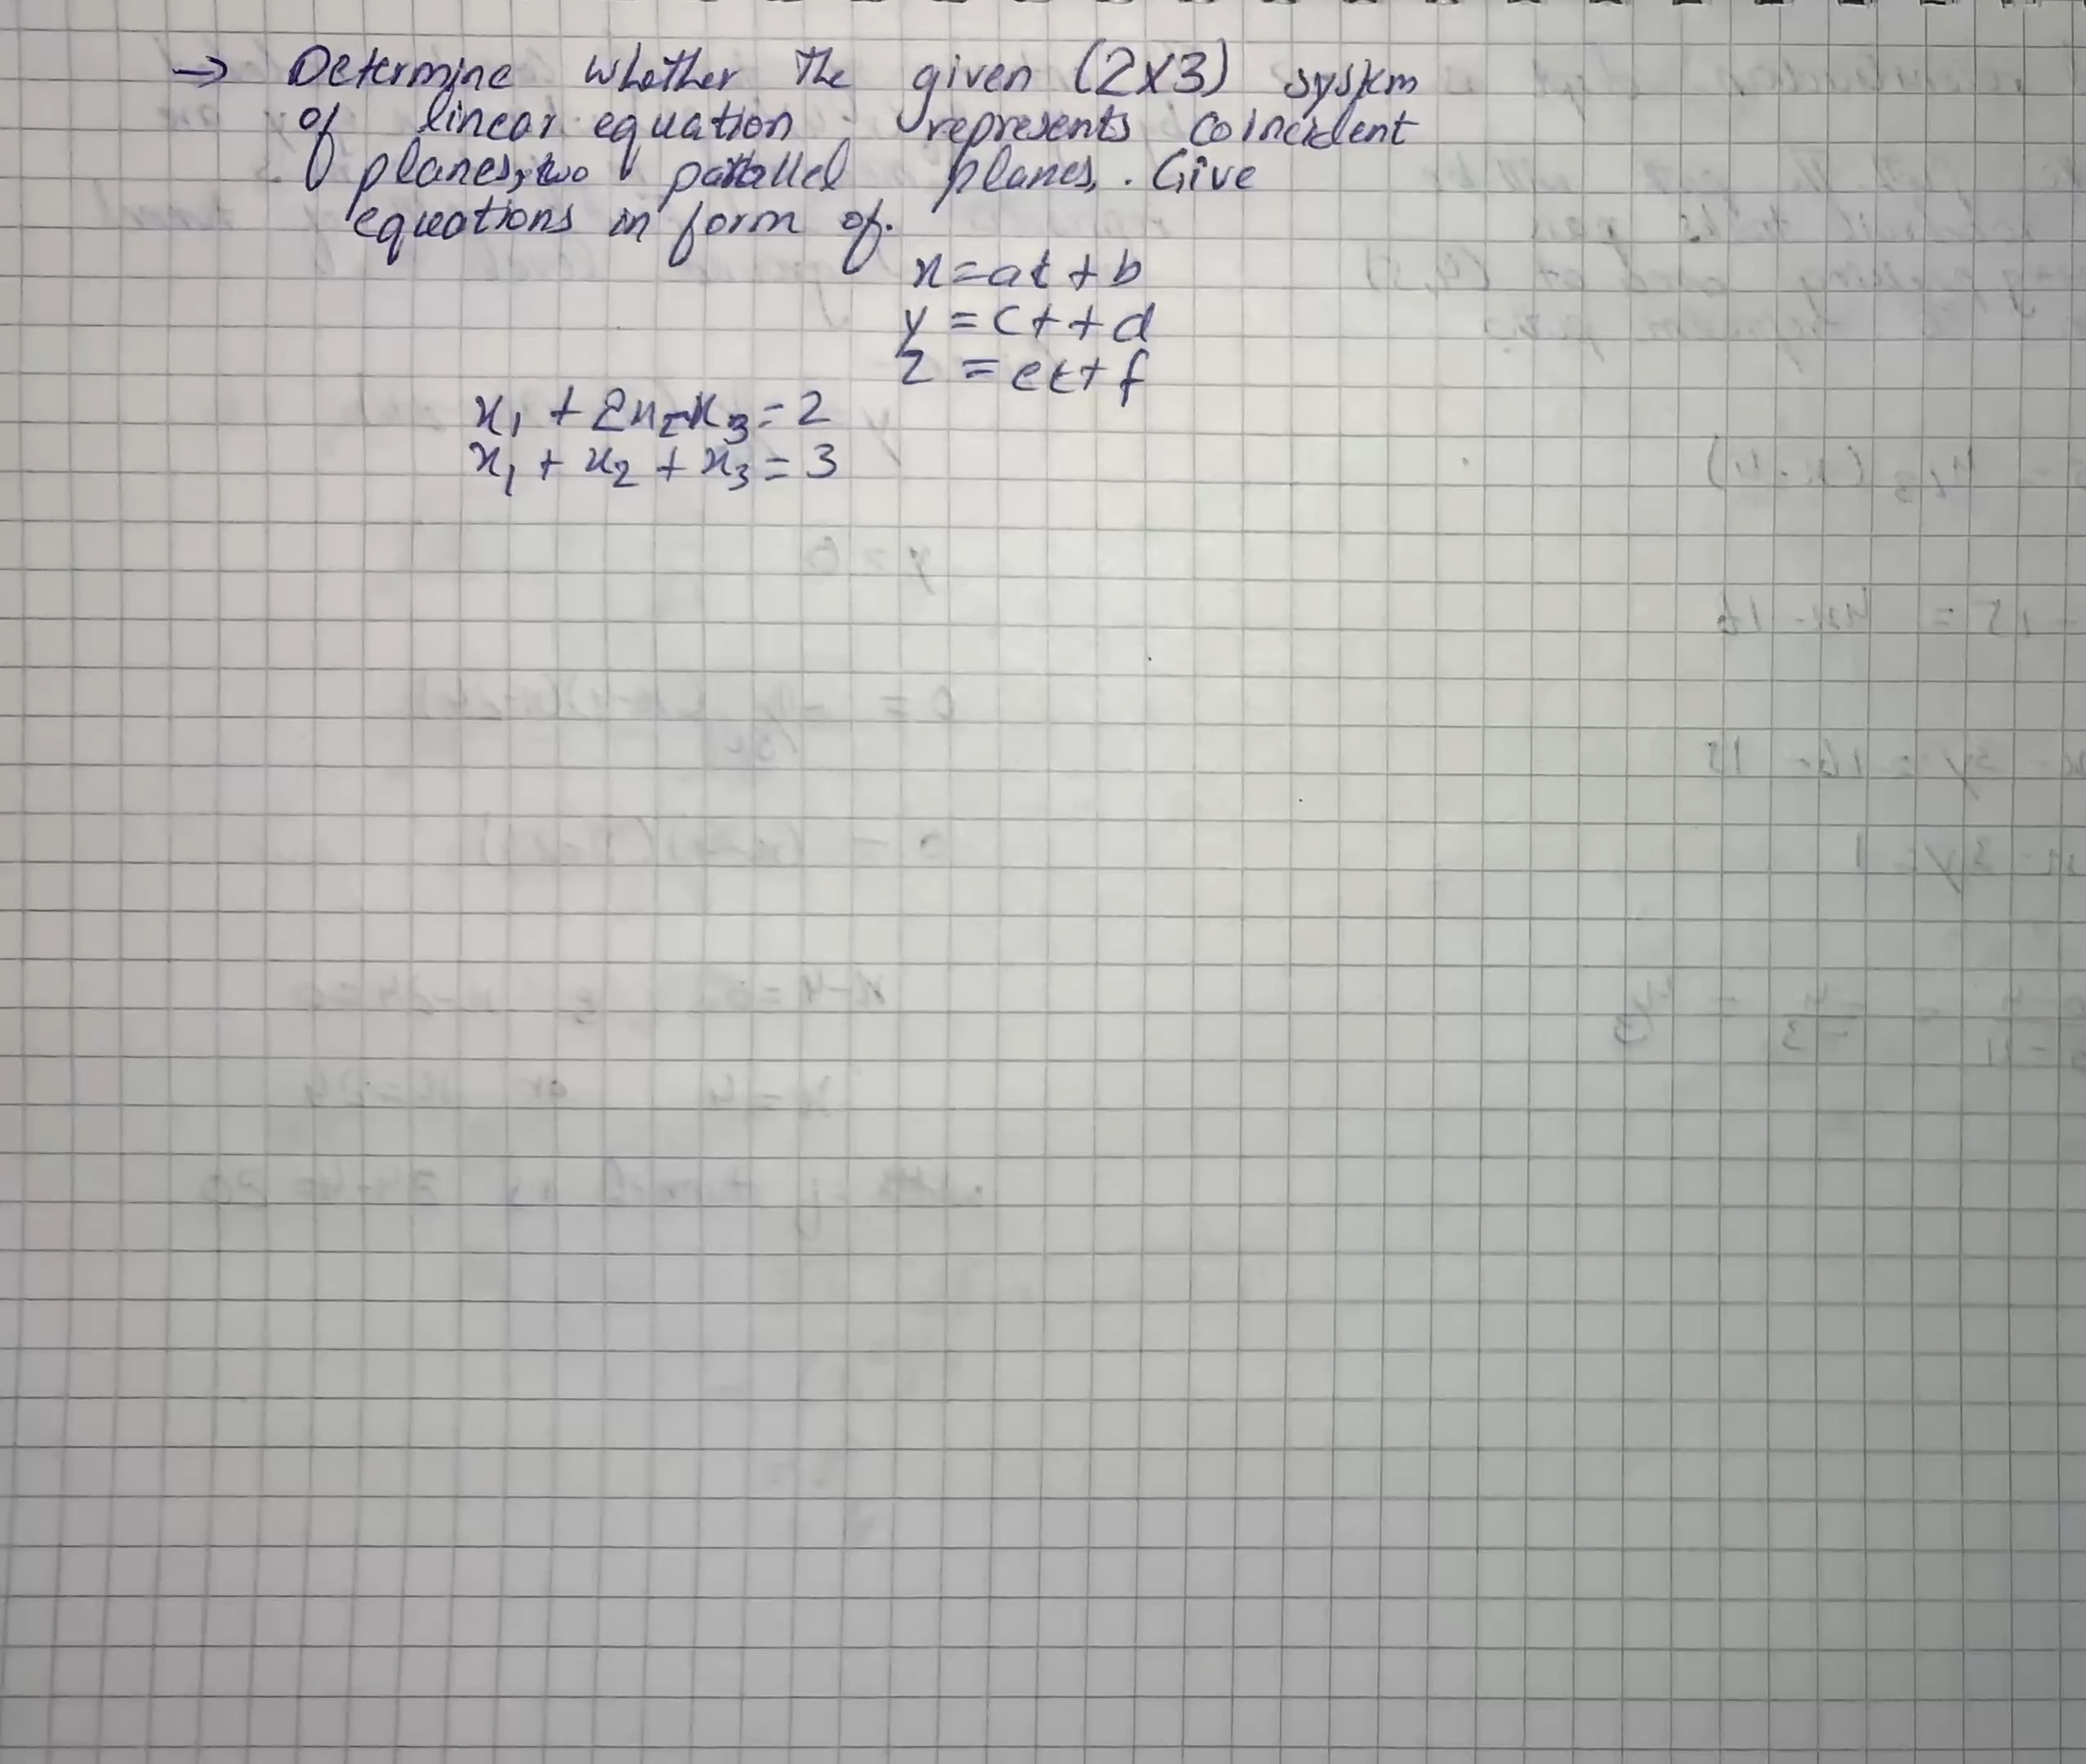 → Determine whether the given (2x3) system
of linear equation represents coincident
planes, two parallel planes. Give
equations in form of.
x = at + b
y = ct + d
z = et + f
x₁ + 2x₂ - x₃ = 2
x₁ + x₂ + x₃ = 3